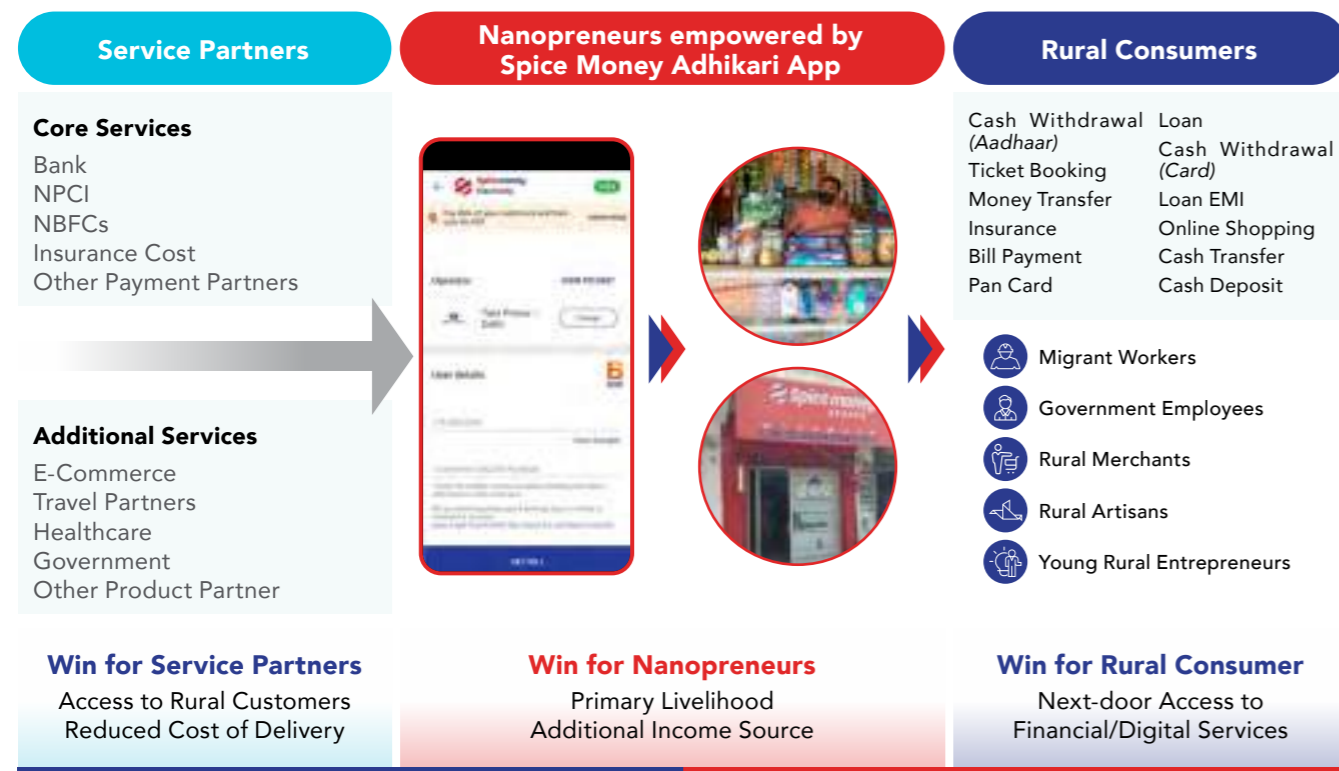 Service Partners
Core Services
Bank
NPCI
NBFCs
Insurance Cost
Other Payment Partners
Additional Services
E-Commerce
Travel Partners
Healthcare
Government
Other Product Partner
Win for Service Partners
Access to Rural Customers
Reduced Cost of Delivery
Nanopreneurs empowered by
Spice Money Adhikari App
User details
Win for Nanopreneurs
Primary Livelihood
Additional Income Source
Rural Consumers
Cash Withdrawal
(Aadhaar)
Ticket Booking
Money Transfer
Insurance
Bill Payment
Pan Card
Loan
Cash Withdrawal
(Card)
Loan EMI
Online Shopping
Cash Transfer
Cash Deposit
Migrant Workers
Government Employees
Rural Merchants
Rural Artisans
Young Rural Entrepreneurs
Win for Rural Consumer
Next-door Access to
Financial/Digital Services